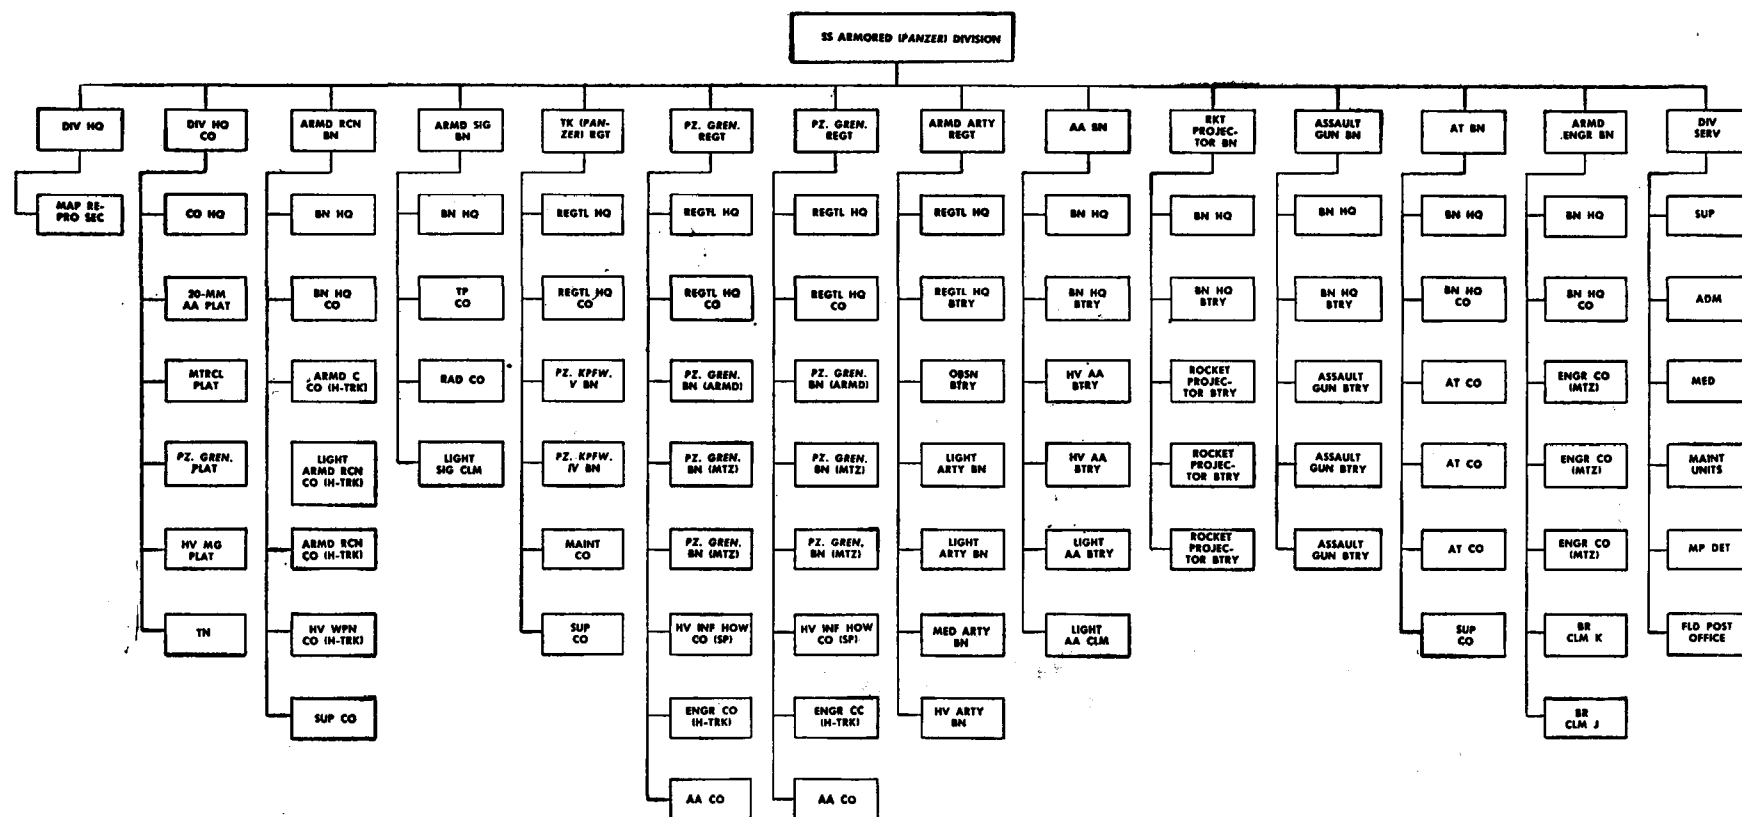 SS ARMORED (PANZER) DIVISION
DIV HQ
DIV HQ
CO
ARMD RCN
BN
ARMD SIG
BN
TK (PAN-
ZER) RGT
PZ. GREN.
REGT
PZ. GREN.
REGT
ARMD ARTY
REGT
AA BN
RKT
PROJEC-
TOR BN
ASSAULT
GUN BN
AT BN
ARMD
ENGR BN
DIV
SERV
MAP RE-
PRO SEC
CO HQ
BN HQ
BN HQ
REGTL HQ
REGTL HQ
REGTL HQ
REGTL HQ
BN HQ
BN HQ
BN HQ
BN HQ
BN HQ
SUP
20-MM
AA PLAT
BN HQ
CO
TP
CO
REGTL HQ
CO
REGTL HQ
CO
REGTL HQ
CO
REGTL HQ
BTRY
BN HQ
BTRY
BN HQ
BTRY
BN HQ
BTRY
BN HQ
CO
BN HQ
CO
ADM
MTRCL
PLAT
ARMD C
CO (H-TRK)
RAD CO
PZ. KPFW.
V BN
PZ. GREN.
BN (ARMD)
PZ. GREN.
BN (ARMD)
OBSN
BTRY
HV AA
BTRY
ROCKET
PROJEC-
TOR BTRY
ASSAULT
GUN BTRY
AT CO
ENGR CO
(MTZ)
MED
PZ. GREN.
PLAT
LIGHT
ARMD RCN
CO (H-TRK)
LIGHT
SIG CLM
PZ. KPFW.
IV BN
PZ. GREN.
BN (MTZ)
PZ. GREN.
BN (MTZ)
LIGHT
ARTY BN
HV AA
BTRY
ROCKET
PROJEC-
TOR BTRY
ASSAULT
GUN BTRY
AT CO
ENGR CO
(MTZ)
MAINT
UNITS
HV MG
PLAT
ARMD RCN
CO (H-TRK)
MAINT
CO
PZ. GREN.
BN (MTZ)
PZ. GREN.
BN (MTZ)
LIGHT
ARTY BN
LIGHT
AA BTRY
ROCKET
PROJEC-
TOR BTRY
ASSAULT
GUN BTRY
AT CO
ENGR CO
(MTZ)
MP DET
TN
HV WPN
CO (H-TRK)
SUP
CO
HV INF HOW
CO (SP)
HV INF HOW
CO (SP)
MED ARTY
BN
LIGHT
AA CLM
SUP
CO
BR
CLM K
FLD POST
OFFICE
SUP CO
ENGR CO
(H-TRK)
ENGR CC
(H-TRK)
HV ARTY
BN
BR
CLM J
AA CO
AA CO